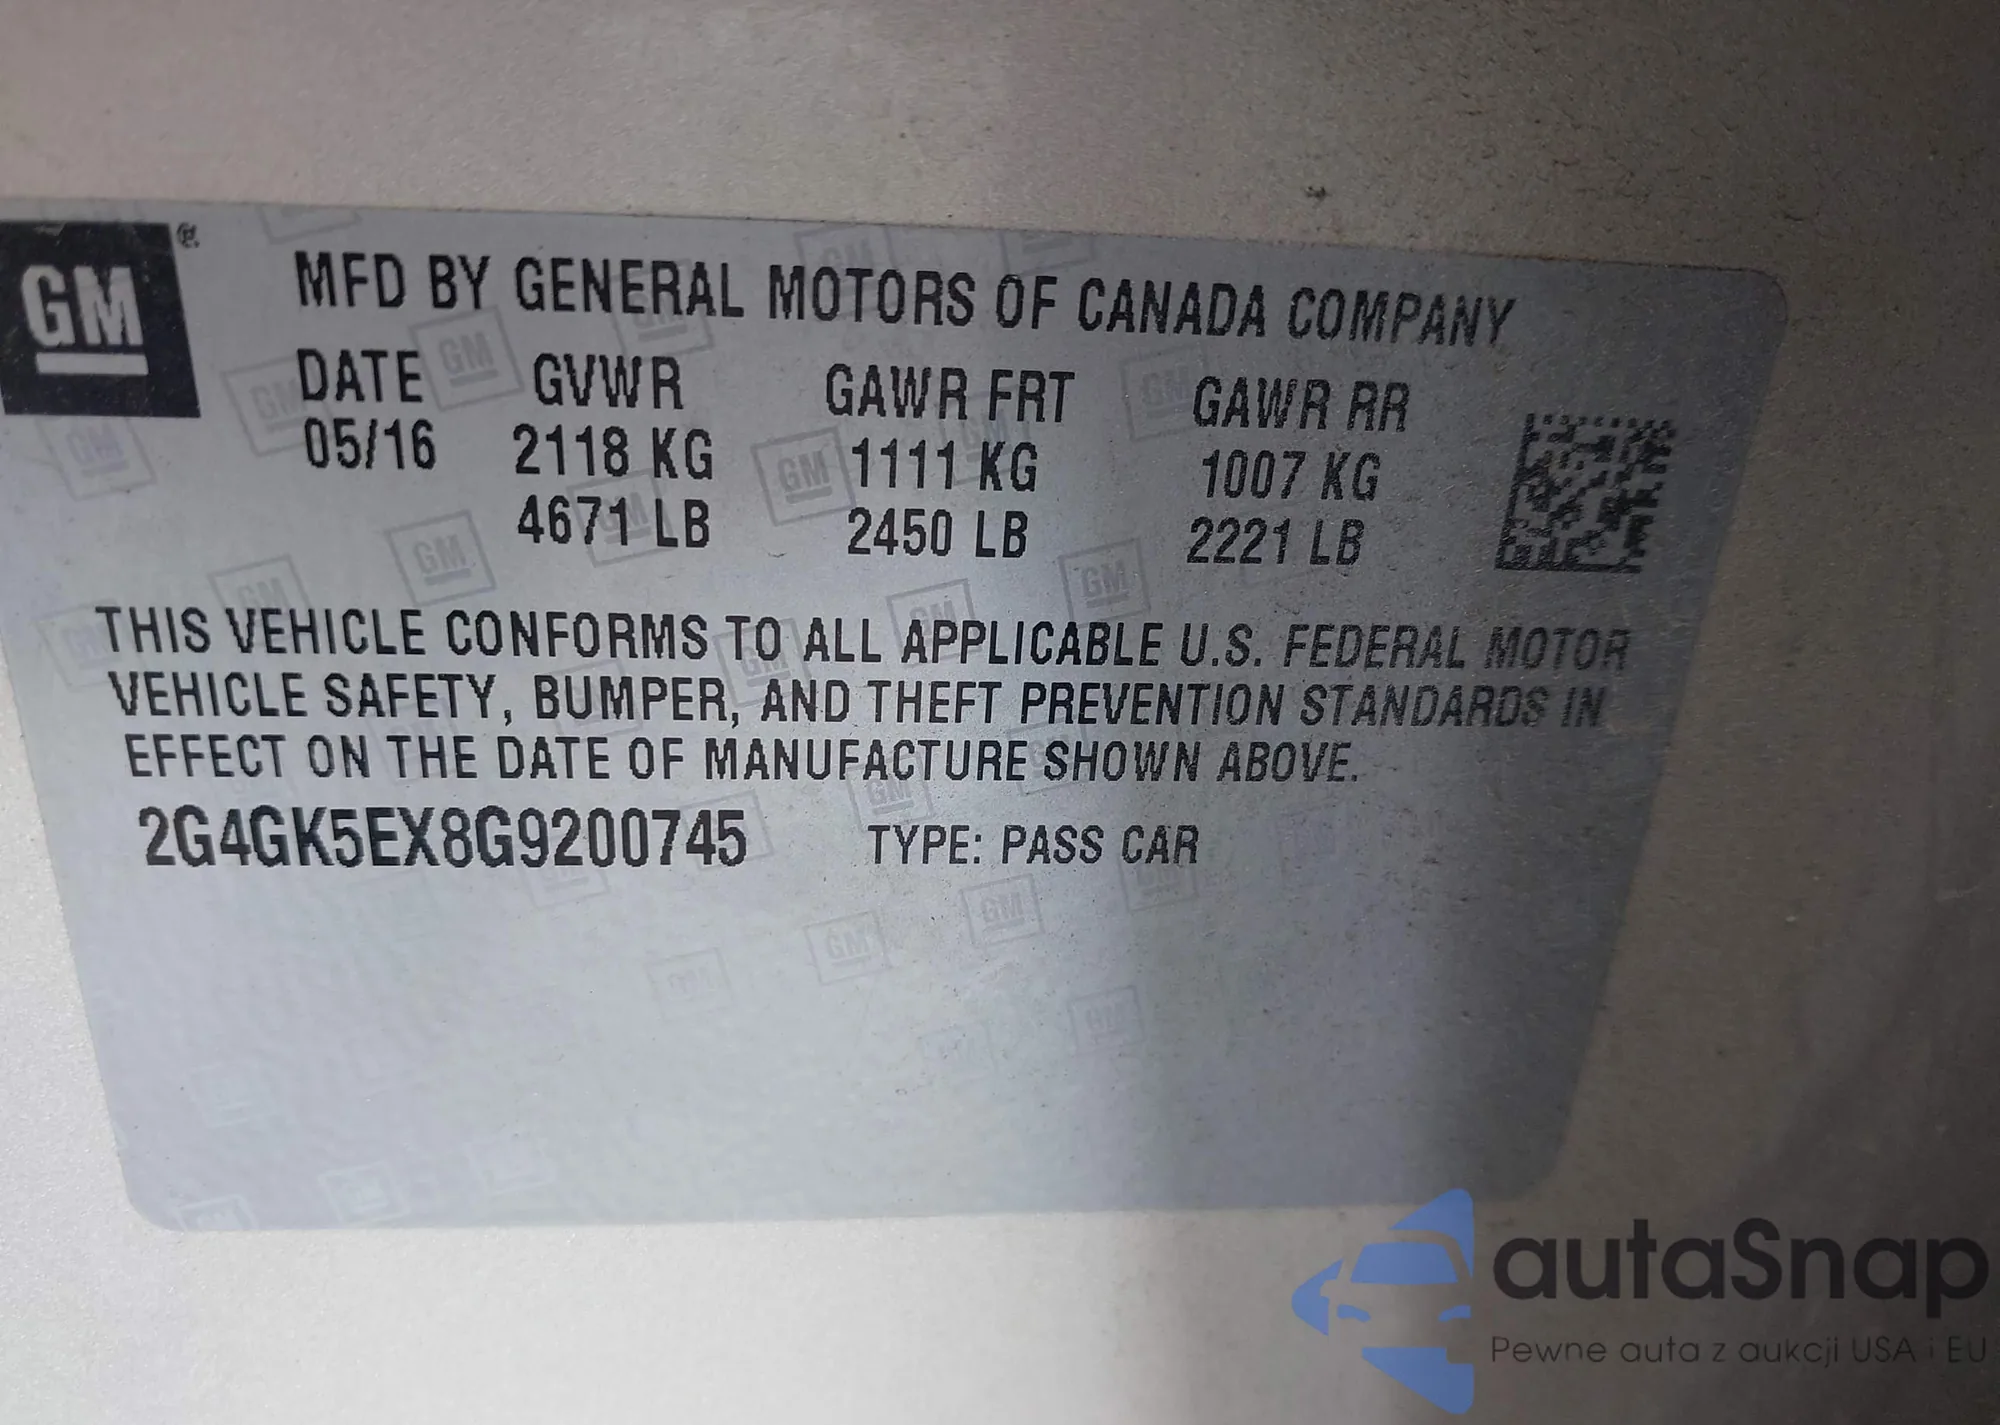 GM
MFD BY GENERAL MOTORS OF CANADA COMPANY
DATE GVWR GAWR FRT GAWR RR
05/16 2118 KG 1111 KG 1007 KG
4671 LB 2450 LB 2221 LB
THIS VEHICLE CONFORMS TO ALL APPLICABLE U.S. FEDERAL MOTOR
VEHICLE SAFETY, BUMPER, AND THEFT PREVENTION STANDARDS IN
EFFECT ON THE DATE OF MANUFACTURE SHOWN ABOVE.
2G4GK5EX8G9200745 TYPE: PASS CAR
autaSnap
Pewne auta z aukcji USA i EU